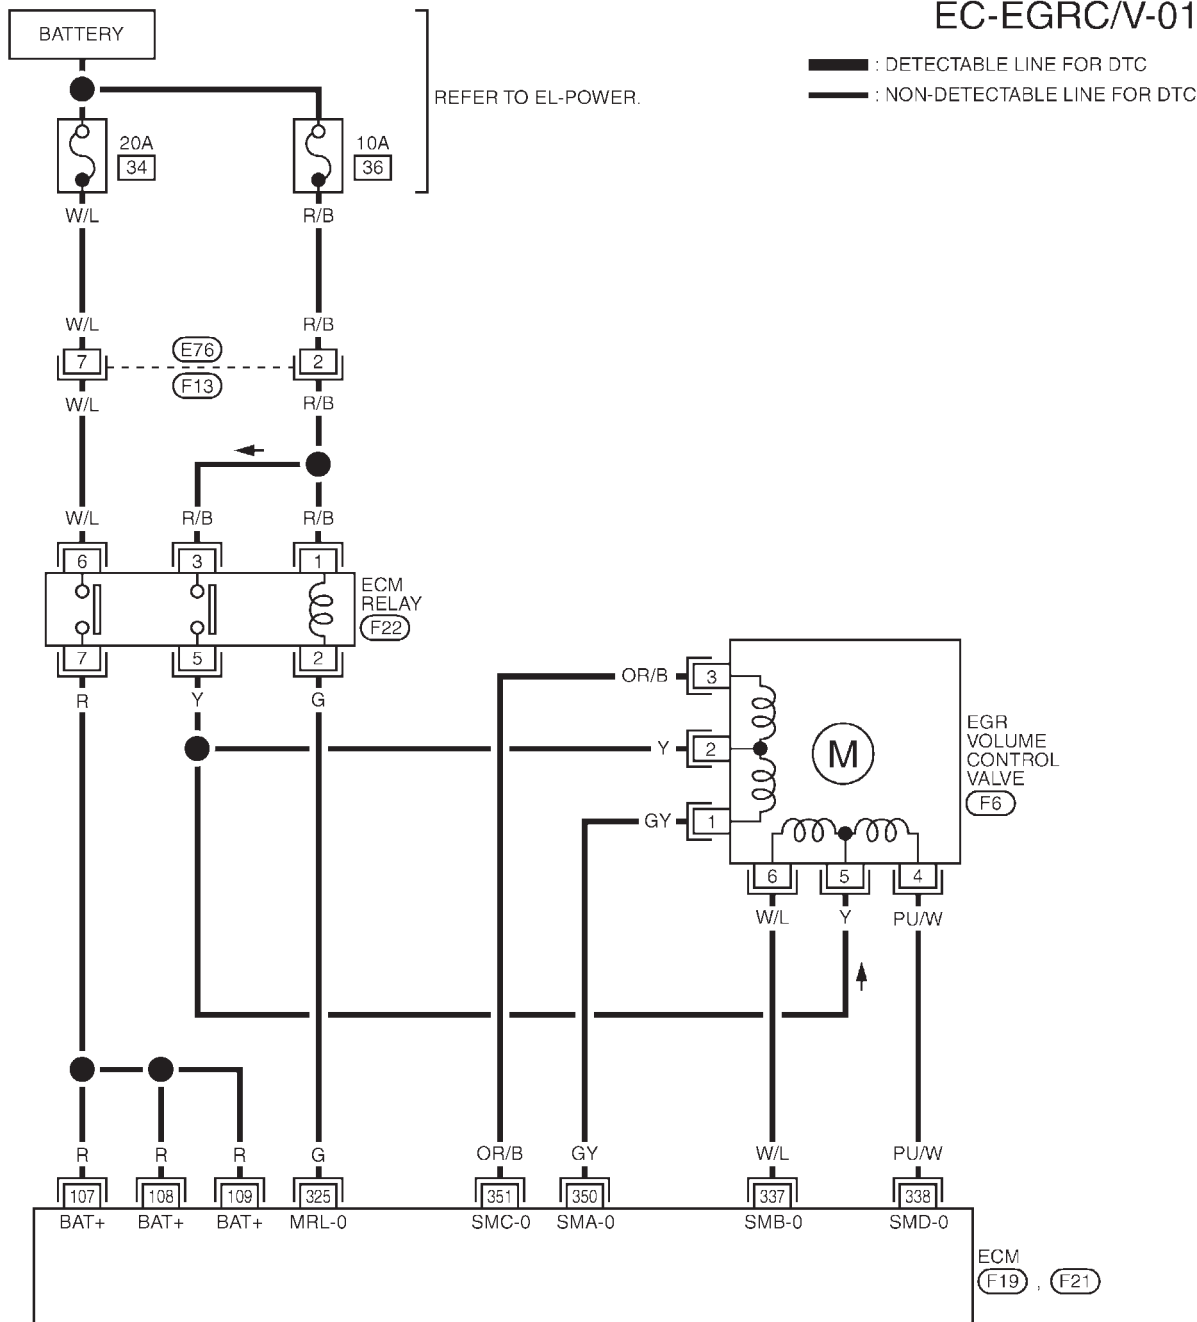 EC-EGRC/V-01
BATTERY
: DETECTABLE LINE FOR DTC
: NON-DETECTABLE LINE FOR DTC
REFER TO EL-POWER.
20A
34
10A
36
W/L
R/B
W/L
R/B
7
E76
2
F13
W/L
R/B
W/L
R/B
R/B
6
3
1
ECM
RELAY
F22
7
5
2
R
Y
G
OR/B
3
Y
2
GY
1
M
EGR
VOLUME
CONTROL
VALVE
F6
6
5
4
W/L
Y
PU/W
R
R
R
G
OR/B
GY
W/L
PU/W
107
108
109
325
351
350
337
338
BAT+
BAT+
BAT+
MRL-0
SMC-0
SMA-0
SMB-0
SMD-0
ECM
F19 , F21